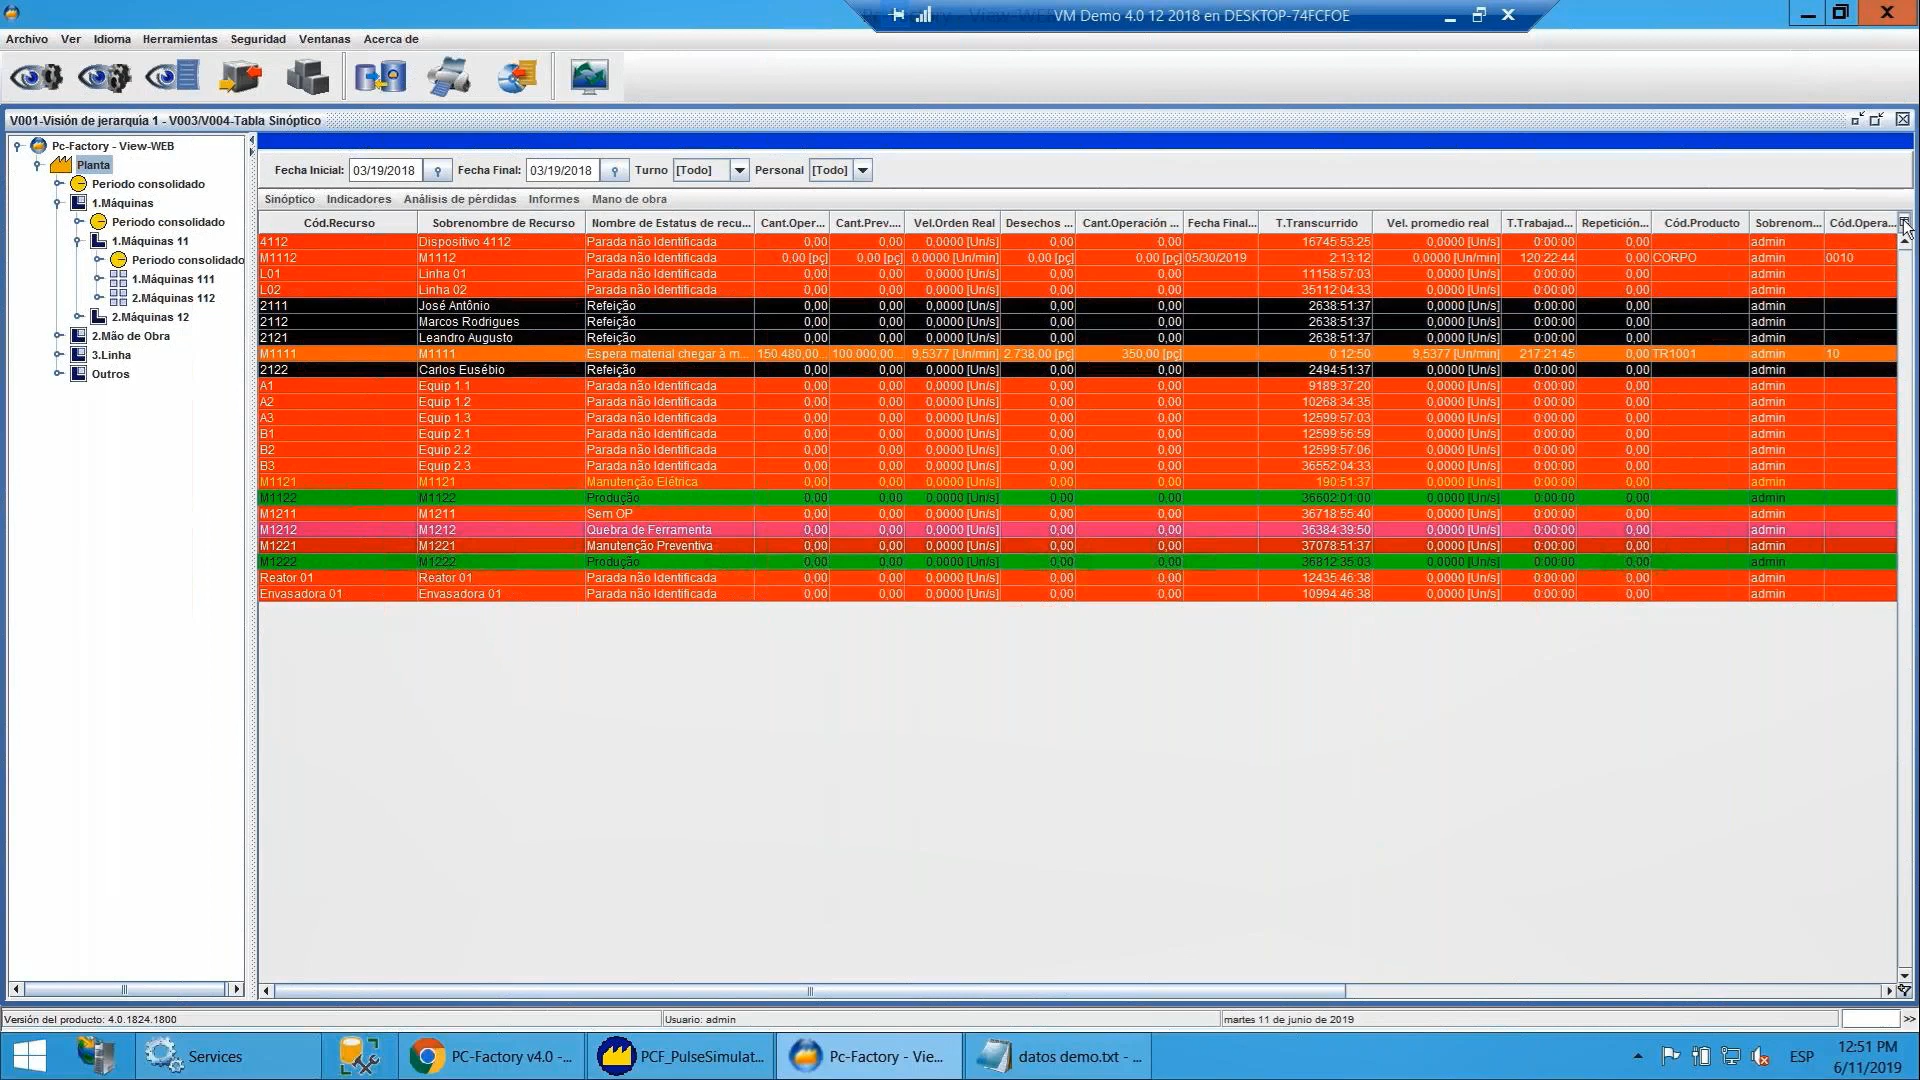 VM Demo 4.0 12 2018 en DESKTOP-74FCFOE
Archivo Ver Idioma Herramientas Seguridad Ventanas Acerca de
V001-Visión de jerarquía 1 - V003/V004-Tabla Sinóptico
Pc-Factory - View-WEB
Planta
Periodo consolidado
1.Máquinas
Periodo consolidado
1.Máquinas 11
Periodo consolidado
1.Máquinas 111
2.Máquinas 112
2.Máquinas 12
2.Mão de Obra
3.Linha
Outros
Fecha Inicial: 03/19/2018 Fecha Final: 03/19/2018 Turno [Todo] Personal [Todo]
Sinóptico Indicadores Análisis de pérdidas Informes Mano de obra
Cód.Recurso Sobrenombre de Recurso Nombre de Estatus de recu... Cant.Oper... Cant.Prev.... Vel.Orden Real Desechos ... Cant.Operación ... Fecha Final... T.Transcurrido Vel. promedio real T.Trabajad... Repetición... Cód.Producto Sobrenom... Cód.Opera...
4112 Dispositivo 4112 Parada não Identificada 0,00 0,00 0,0000 [Un/s] 0,00 0,00 16745:53:25 0,0000 [Un/s] 0:00:00 0,00 admin
M1112 M1112 Parada não Identificada 0,00 [pç] 0,00 [pç] 0,0000 [Un/min] 0,00 [pç] 0,00 [pç] 05/30/2019 2:13:12 0,0000 [Un/min] 120:22:44 0,00 CORPO admin 0010
L01 Linha 01 Parada não Identificada 0,00 0,00 0,0000 [Un/s] 0,00 0,00 11158:57:03 0,0000 [Un/s] 0:00:00 0,00 admin
L02 Linha 02 Parada não Identificada 0,00 0,00 0,0000 [Un/s] 0,00 0,00 35112:04:33 0,0000 [Un/s] 0:00:00 0,00 admin
2111 José Antônio Refeição 0,00 0,00 0,0000 [Un/s] 0,00 0,00 2638:51:37 0,0000 [Un/s] 0:00:00 0,00 admin
2112 Marcos Rodrigues Refeição 0,00 0,00 0,0000 [Un/s] 0,00 0,00 2638:51:37 0,0000 [Un/s] 0:00:00 0,00 admin
2121 Leandro Augusto Refeição 0,00 0,00 0,0000 [Un/s] 0,00 0,00 2638:51:37 0,0000 [Un/s] 0:00:00 0,00 admin
M1111 M1111 Espera material chegar à m... 150.480,00... 100.000,00... 9,5377 [Un/min] 2.738,00 [pç] 350,00 [pç] 0:12:50 9,5377 [Un/min] 217:21:45 0,00 TR1001 admin 10
2122 Carlos Eusébio Refeição 0,00 0,00 0,0000 [Un/s] 0,00 0,00 2494:51:37 0,0000 [Un/s] 0:00:00 0,00 admin
A1 Equip 1.1 Parada não Identificada 0,00 0,00 0,0000 [Un/s] 0,00 0,00 9189:37:20 0,0000 [Un/s] 0:00:00 0,00 admin
A2 Equip 1.2 Parada não Identificada 0,00 0,00 0,0000 [Un/s] 0,00 0,00 10268:34:35 0,0000 [Un/s] 0:00:00 0,00 admin
A3 Equip 1.3 Parada não Identificada 0,00 0,00 0,0000 [Un/s] 0,00 0,00 12599:57:03 0,0000 [Un/s] 0:00:00 0,00 admin
B1 Equip 2.1 Parada não Identificada 0,00 0,00 0,0000 [Un/s] 0,00 0,00 12599:56:59 0,0000 [Un/s] 0:00:00 0,00 admin
B2 Equip 2.2 Parada não Identificada 0,00 0,00 0,0000 [Un/s] 0,00 0,00 12599:57:06 0,0000 [Un/s] 0:00:00 0,00 admin
B3 Equip 2.3 Parada não Identificada 0,00 0,00 0,0000 [Un/s] 0,00 0,00 36552:04:33 0,0000 [Un/s] 0:00:00 0,00 admin
M1121 M1121 Manutenção Elétrica 0,00 0,00 0,0000 [Un/s] 0,00 0,00 190:51:37 0,0000 [Un/s] 0:00:00 0,00 admin
M1122 M1122 Produção 0,00 0,00 0,0000 [Un/s] 0,00 0,00 36602:01:00 0,0000 [Un/s] 0:00:00 0,00 admin
M1211 M1211 Sem OP 0,00 0,00 0,0000 [Un/s] 0,00 0,00 36718:55:40 0,0000 [Un/s] 0:00:00 0,00 admin
M1212 M1212 Quebra de Ferramenta 0,00 0,00 0,0000 [Un/s] 0,00 0,00 36384:39:50 0,0000 [Un/s] 0:00:00 0,00 admin
M1221 M1221 Manutenção Preventiva 0,00 0,00 0,0000 [Un/s] 0,00 0,00 37078:51:37 0,0000 [Un/s] 0:00:00 0,00 admin
M1222 M1222 Produção 0,00 0,00 0,0000 [Un/s] 0,00 0,00 36812:35:03 0,0000 [Un/s] 0:00:00 0,00 admin
Reator 01 Reator 01 Parada não Identificada 0,00 0,00 0,0000 [Un/s] 0,00 0,00 12435:46:38 0,0000 [Un/s] 0:00:00 0,00 admin
Envasadora 01 Envasadora 01 Parada não Identificada 0,00 0,00 0,0000 [Un/s] 0,00 0,00 10994:46:38 0,0000 [Un/s] 0:00:00 0,00 admin
Versión del producto: 4.0.1824.1800 Usuario: admin martes 11 de junio de 2019 >>
Services PC-Factory v4.0 -... PCF_PulseSimulat... Pc-Factory - Vie... datos demo.txt - ... ESP 12:51 PM
6/11/2019